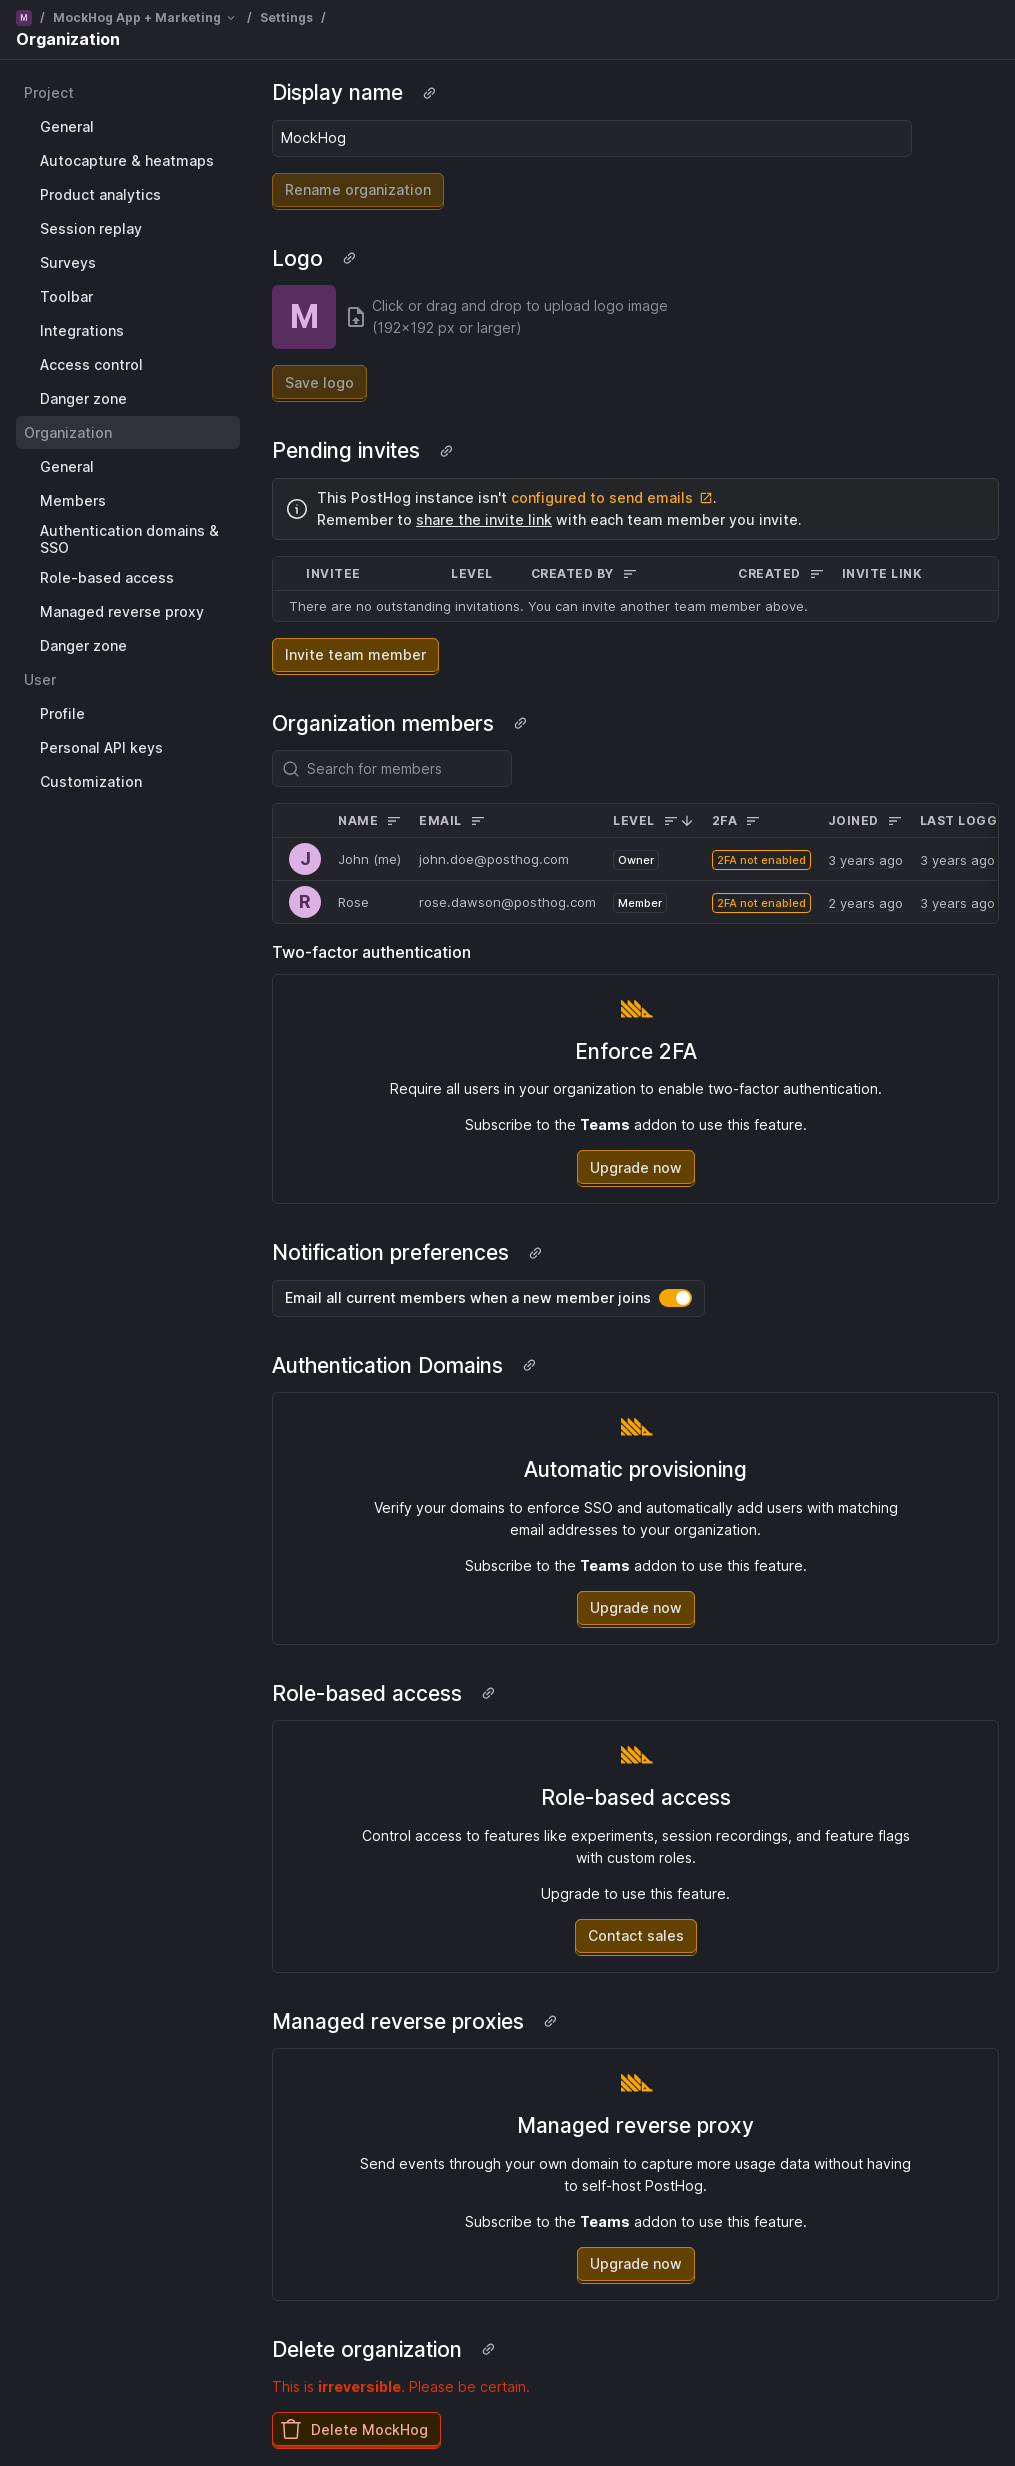 M / MockHog App + Marketing / Settings /
Organization
Project
General
Autocapture & heatmaps
Product analytics
Session replay
Surveys
Toolbar
Integrations
Access control
Danger zone
Organization
General
Members
Authentication domains &
SSO
Role-based access
Managed reverse proxy
Danger zone
User
Profile
Personal API keys
Customization
Display name
MockHog
Rename organization
Logo
M
Click or drag and drop to upload logo image
(192×192 px or larger)
Save logo
Pending invites
This PostHog instance isn't configured to send emails.
Remember to share the invite link with each team member you invite.
INVITEE LEVEL CREATED BY CREATED INVITE LINK
There are no outstanding invitations. You can invite another team member above.
Invite team member
Organization members
Search for members
NAME EMAIL LEVEL 2FA JOINED LAST LOGG
J John (me) john.doe@posthog.com Owner 2FA not enabled 3 years ago 3 years ago
R Rose rose.dawson@posthog.com Member 2FA not enabled 2 years ago 3 years ago
Two-factor authentication
Enforce 2FA
Require all users in your organization to enable two-factor authentication.
Subscribe to the Teams addon to use this feature.
Upgrade now
Notification preferences
Email all current members when a new member joins
Authentication Domains
Automatic provisioning
Verify your domains to enforce SSO and automatically add users with matching
email addresses to your organization.
Subscribe to the Teams addon to use this feature.
Upgrade now
Role-based access
Role-based access
Control access to features like experiments, session recordings, and feature flags
with custom roles.
Upgrade to use this feature.
Contact sales
Managed reverse proxies
Managed reverse proxy
Send events through your own domain to capture more usage data without having
to self-host PostHog.
Subscribe to the Teams addon to use this feature.
Upgrade now
Delete organization
This is irreversible. Please be certain.
Delete MockHog